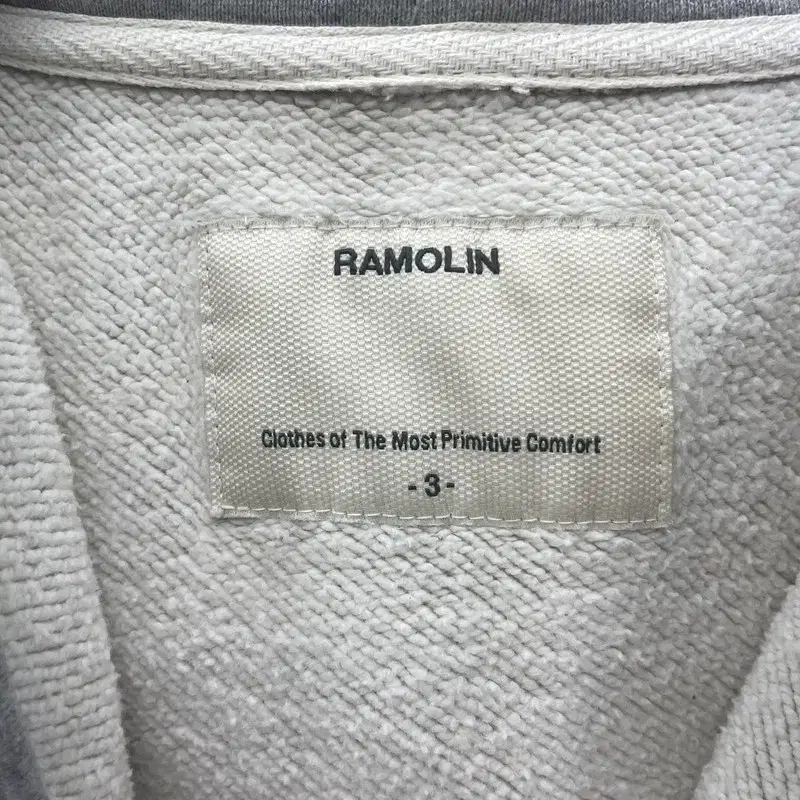 RAMOLIN
Clothes of The Most Primitive Comfort
- 3 -